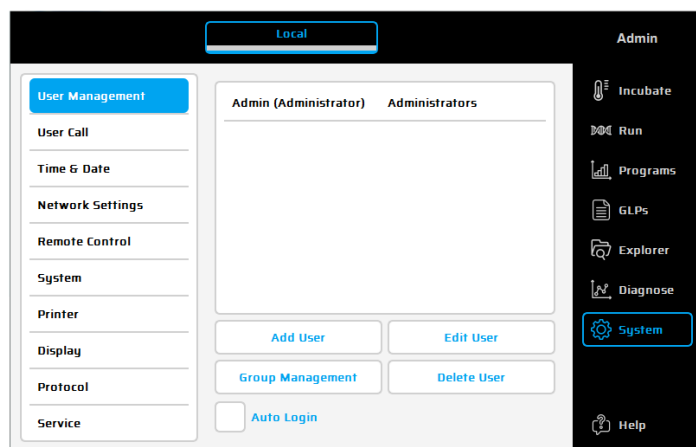 Local
Admin
User Management
User Call
Time & Date
Network Settings
Remote Control
System
Printer
Display
Protocol
Service
Admin (Administrator) Administrators
Add User
Edit User
Group Management
Delete User
Auto Login
Incubate
Run
Programs
GLPs
Explorer
Diagnose
System
Help